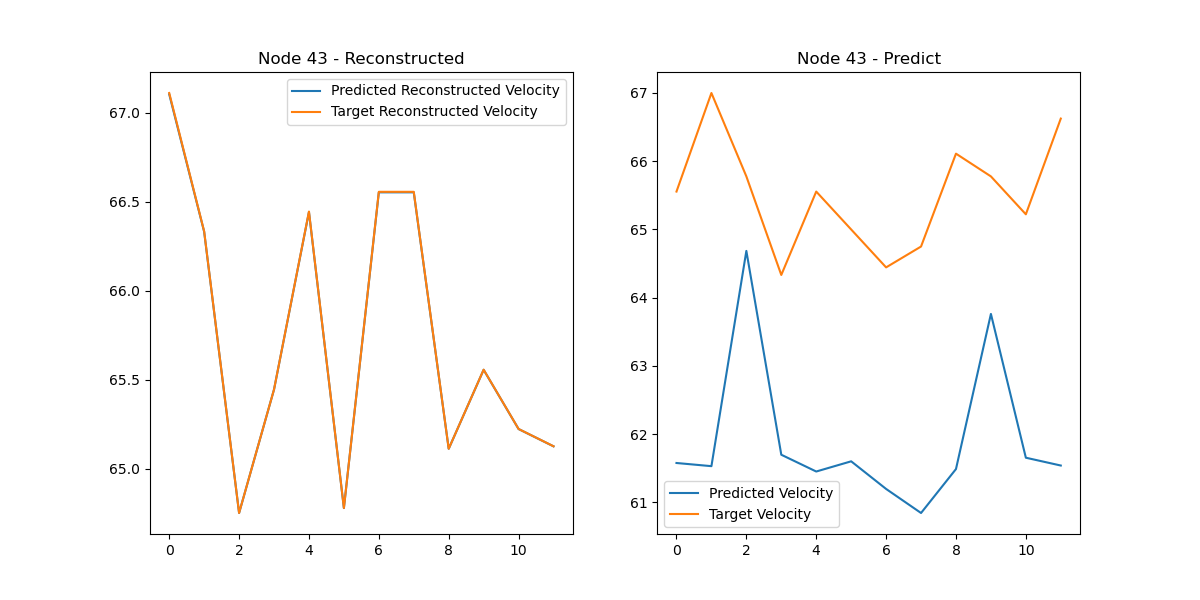 Node 43 - Reconstructed
Predicted Reconstructed Velocity
Target Reconstructed Velocity
67.0
66.5
66.0
65.5
65.0
0 2 4 6 8 10
Node 43 - Predict
67
66
65
64
63
62
61
Predicted Velocity
Target Velocity
0 2 4 6 8 10